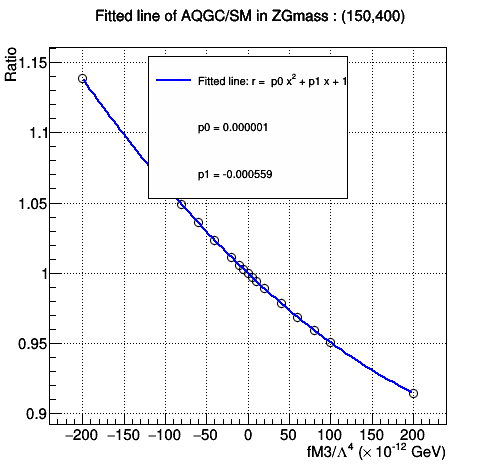 Fitted line of AQGC/SM in ZGmass : (150,400)
Ratio
1.15
1.1
1.05
1
0.95
0.9
Fitted line: r = p0 x² + p1 x + 1
p0 = 0.000001
p1 = -0.000559
−200 −150 −100 −50 0 50 100 150 200
fM3/Λ⁴ (× 10⁻¹² GeV)